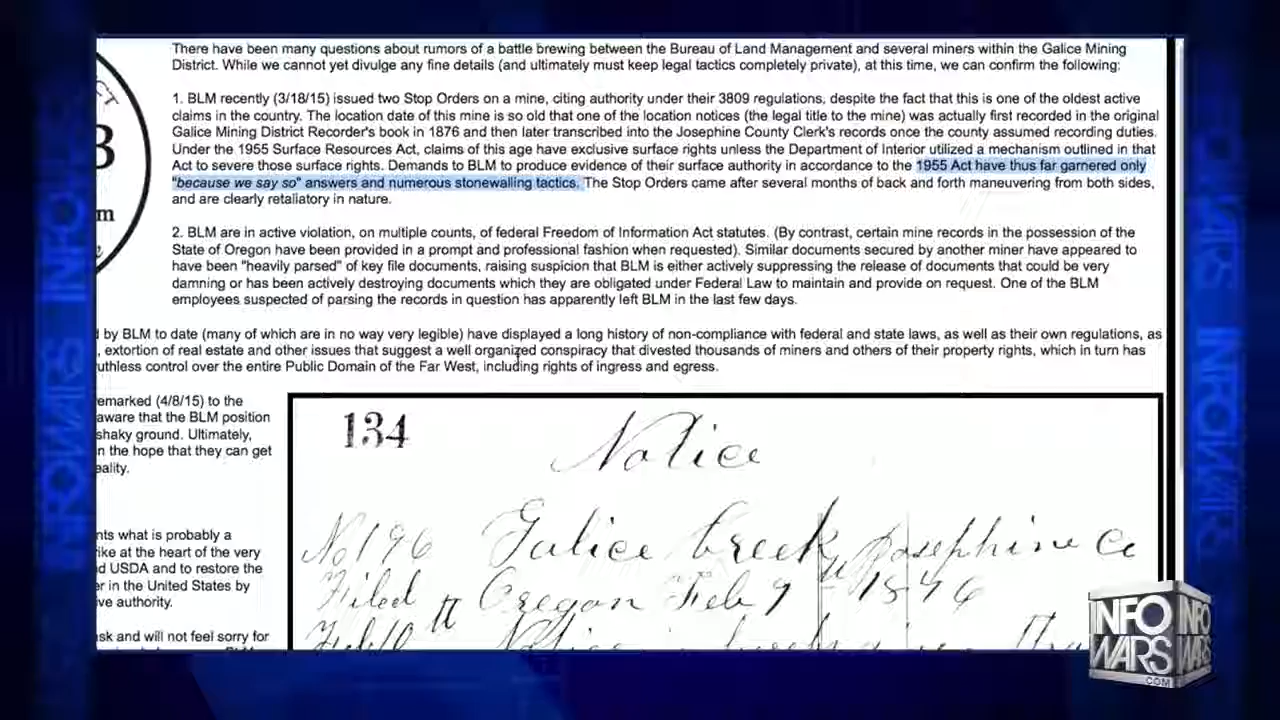 There have been many questions about rumors of a battle brewing between the Bureau of Land Management and several miners within the Galice Mining
District. While we cannot yet divulge any fine details (and ultimately must keep legal tactics completely private), at this time, we can confirm the following:
1. BLM recently (3/18/15) issued two Stop Orders on a mine, citing authority under their 3809 regulations, despite the fact that this is one of the oldest active
claims in the country. The location date of this mine is so old that one of the location notices (the legal title to the mine) was actually first recorded in the original
Galice Mining District Recorder's book in 1876 and then later transcribed into the Josephine County Clerk's records once the county assumed recording duties.
Under the 1955 Surface Resources Act, claims of this age have exclusive surface rights unless the Department of Interior utilized a mechanism outlined in that
Act to severe those surface rights. Demands to BLM to produce evidence of their surface authority in accordance to the 1955 Act have thus far garnered only
"because we say so" answers and numerous stonewalling tactics. The Stop Orders came after several months of back and forth maneuvering from both sides,
and are clearly retaliatory in nature.
2. BLM are in active violation, on multiple counts, of federal Freedom of Information Act statutes. (By contrast, certain mine records in the possession of the
State of Oregon have been provided in a prompt and professional fashion when requested). Similar documents secured by another miner have appeared to
have been "heavily parsed" of key file documents, raising suspicion that BLM is either actively suppressing the release of documents that could be very
damning or has been actively destroying documents which they are obligated under Federal Law to maintain and provide on request. One of the BLM
employees suspected of parsing the records in question has apparently left BLM in the last few days.
by BLM to date (many of which are in no way very legible) have displayed a long history of non-compliance with federal and state laws, as well as their own regulations, as
, extortion of real estate and other issues that suggest a well organized conspiracy that divested thousands of miners and others of their property rights, which in turn has
uthless control over the entire Public Domain of the Far West, including rights of ingress and egress.
emarked (4/8/15) to the
aware that the BLM position
shaky ground. Ultimately,
n the hope that they can get
eality.
nts what is probably a
ike at the heart of the very
d USDA and to restore the
er in the United States by
ve authority.
sk and will not feel sorry for
134
Notice
No 196 Galice Creek Josephine Co
Filed Oregon Feb 9 1876
Notice
INFO
WARS
.COM
INFO
WARS
INFOWARS
INFOWARS